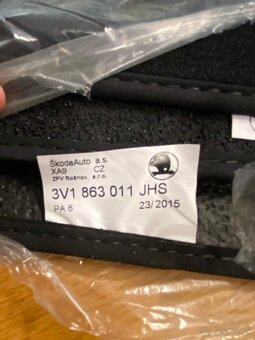 ŠkodaAuto a.s.
XA9 CZ
ZPV Rožnov, s.r.o.
3V1 863 011 JHS
PA 6 23/2015